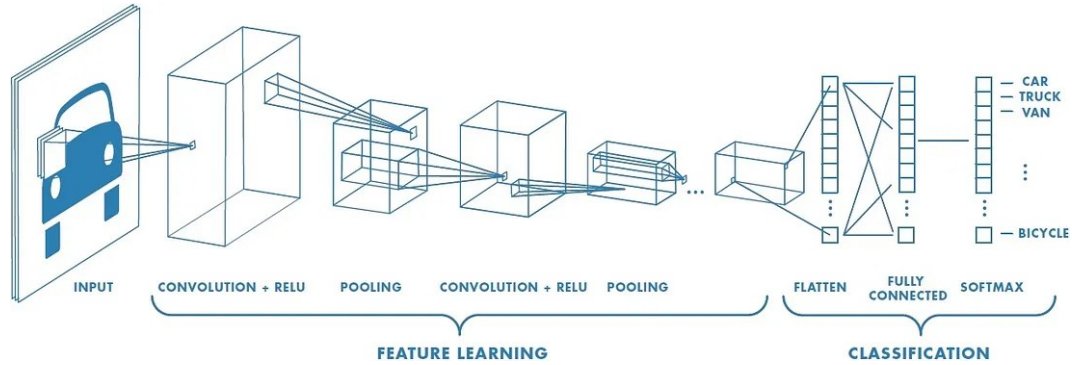 CAR
TRUCK
VAN
BICYCLE
INPUT
CONVOLUTION + RELU
POOLING
CONVOLUTION + RELU
POOLING
FLATTEN
FULLY
CONNECTED
SOFTMAX
FEATURE LEARNING
CLASSIFICATION